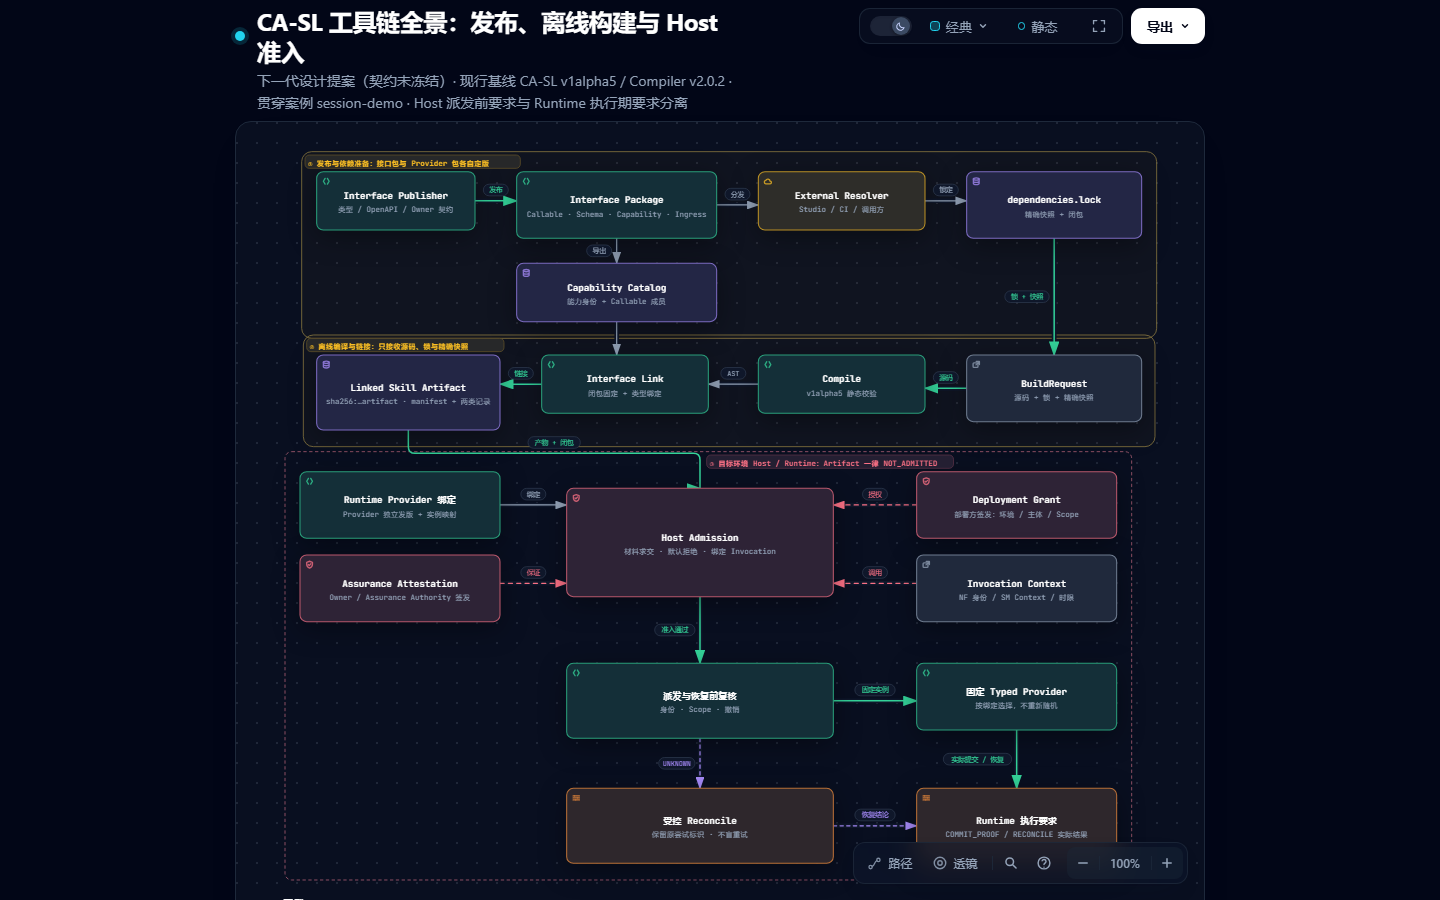 CA-SL 工具链全景：发布、离线构建与 Host
准入
下一代设计提案（契约未冻结）· 现行基线 CA-SL v1alpha5 / Compiler v2.0.2 ·
贯穿案例 session-demo · Host 派发前要求与 Runtime 执行期要求分离
经典
静态
导出
① 发布与依赖准备：接口包与 Provider 包各自定版
Interface Publisher
类型 / OpenAPI / Owner 契约
发布
Interface Package
Callable · Schema · Capability · Ingress
分发
External Resolver
Studio / CI / 调用方
锁定
dependencies.lock
精确快照 + 闭包
导出
Capability Catalog
能力身份 + Callable 成员
锁 + 快照
② 离线编译与链接：只接收源码、锁与精确快照
Linked Skill Artifact
sha256:…artifact · manifest + 两类记录
链接
Interface Link
闭包固定 + 类型绑定
AST
Compile
v1alpha5 静态校验
源码
BuildRequest
源码 + 锁 + 精确快照
产物 + 闭包
③ 目标环境 Host / Runtime: Artifact 一律 NOT_ADMITTED
Runtime Provider 绑定
Provider 独立发版 + 实例映射
绑定
Host Admission
材料求交 · 默认拒绝 · 绑定 Invocation
授权
Deployment Grant
部署方签发：环境 / 主体 / Scope
Assurance Attestation
Owner / Assurance Authority 签发
保证
调用
Invocation Context
NF 身份 / SM Context / 时限
准入通过
派发与恢复前复核
身份 · Scope · 撤销
固定实例
固定 Typed Provider
按绑定选择，不重新随机
UNKNOWN
实际提交 / 恢复
受控 Reconcile
保留原尝试标识 · 不盲重试
恢复结论
Runtime 执行要求
COMMIT_PROOF / RECONCILE 实际结果
路径
透镜
100%